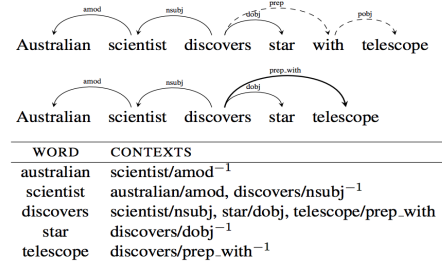 prep
amod nsubj dobj pobj
Australian scientist discovers star with telescope
prep_with
amod nsubj dobj
Australian scientist discovers star telescope
WORD CONTEXTS
australian scientist/amod⁻¹
scientist australian/amod, discovers/nsubj⁻¹
discovers scientist/nsubj, star/dobj, telescope/prep_with
star discovers/dobj⁻¹
telescope discovers/prep_with⁻¹